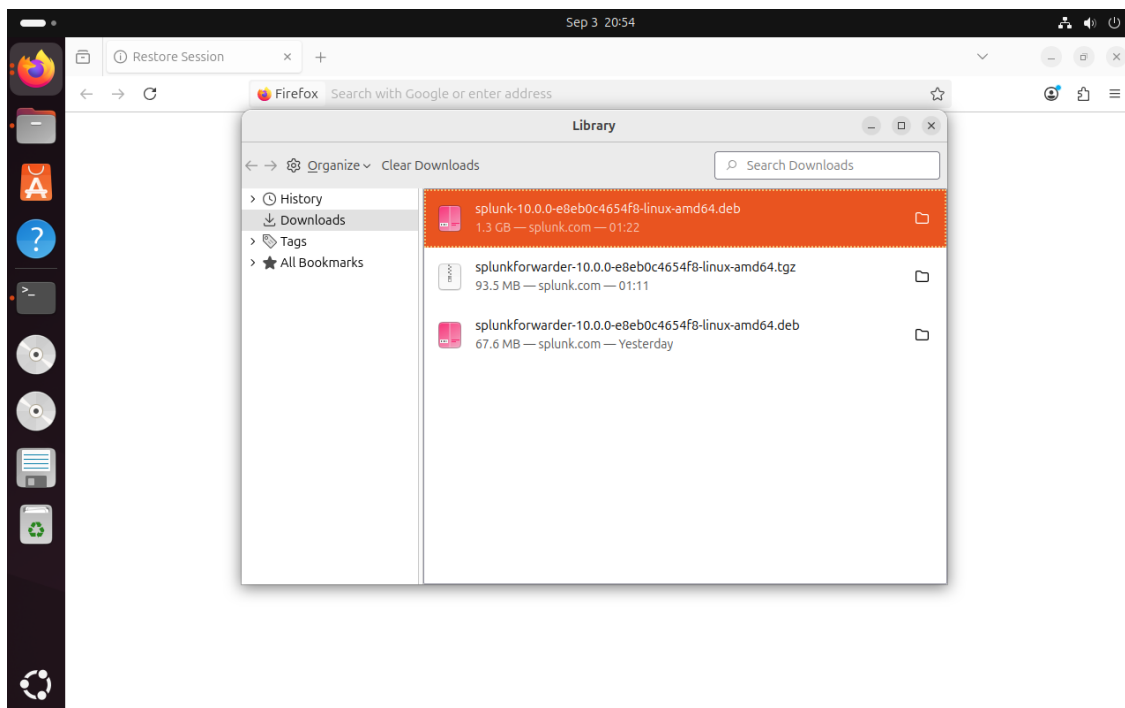 Sep 3 20:54
Restore Session
Firefox Search with Google or enter address
Library
Organize Clear Downloads
Search Downloads
History
Downloads
Tags
All Bookmarks
splunk-10.0.0-e8eb0c4654f8-linux-amd64.deb
1.3 GB — splunk.com — 01:22
splunkforwarder-10.0.0-e8eb0c4654f8-linux-amd64.tgz
93.5 MB — splunk.com — 01:11
splunkforwarder-10.0.0-e8eb0c4654f8-linux-amd64.deb
67.6 MB — splunk.com — Yesterday